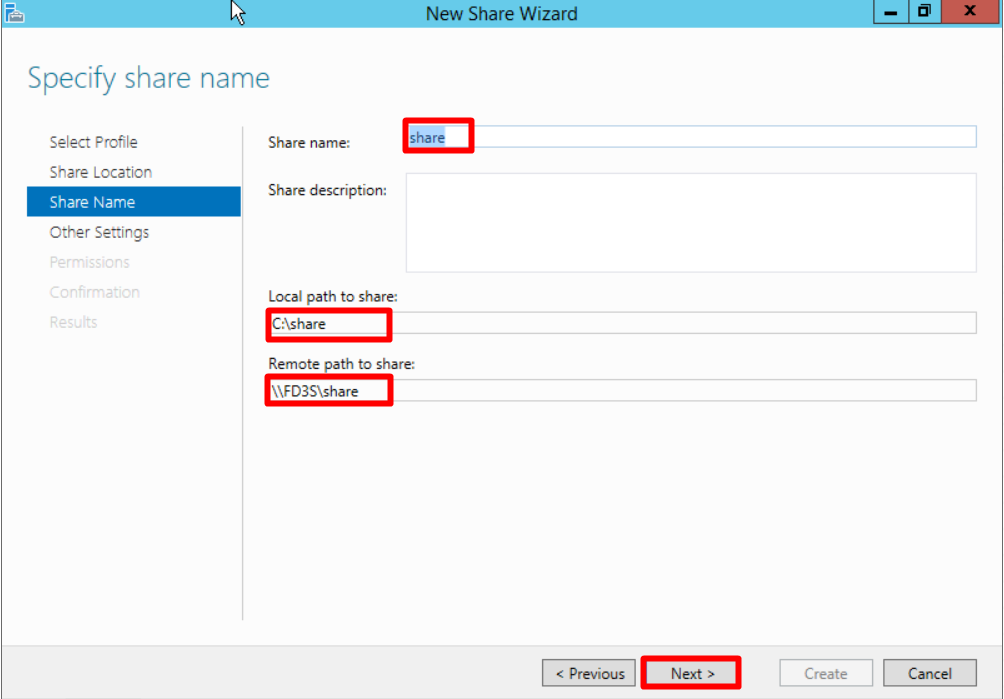 New Share Wizard
Specify share name
Select Profile
Share Location
Share Name
Other Settings
Permissions
Confirmation
Results
Share name:
share
Share description:
Local path to share:
C:\share
Remote path to share:
\\FD3S\share
< Previous
Next >
Create
Cancel